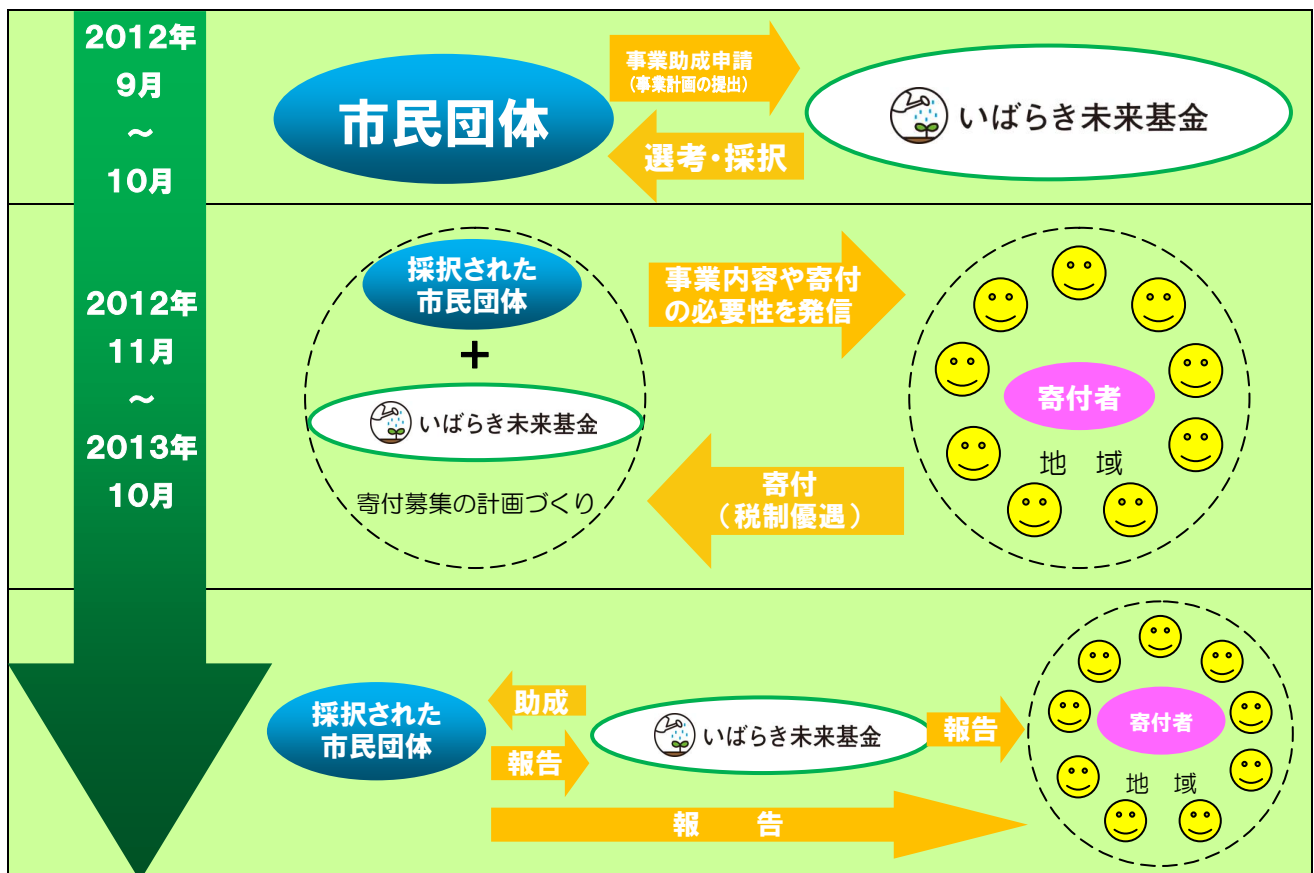 2012年
9月
~
10月
市民団体
事業助成申請
(事業計画の提出)
選考・採択
いばらき未来基金
2012年
11月
~
2013年
10月
採択された
市民団体
+
いばらき未来基金
寄付募集の計画づくり
事業内容や寄付
の必要性を発信
寄付
(税制優遇)
寄付者
地 域
採択された
市民団体
助成
報告
いばらき未来基金
報告
報 告
寄付者
地 域